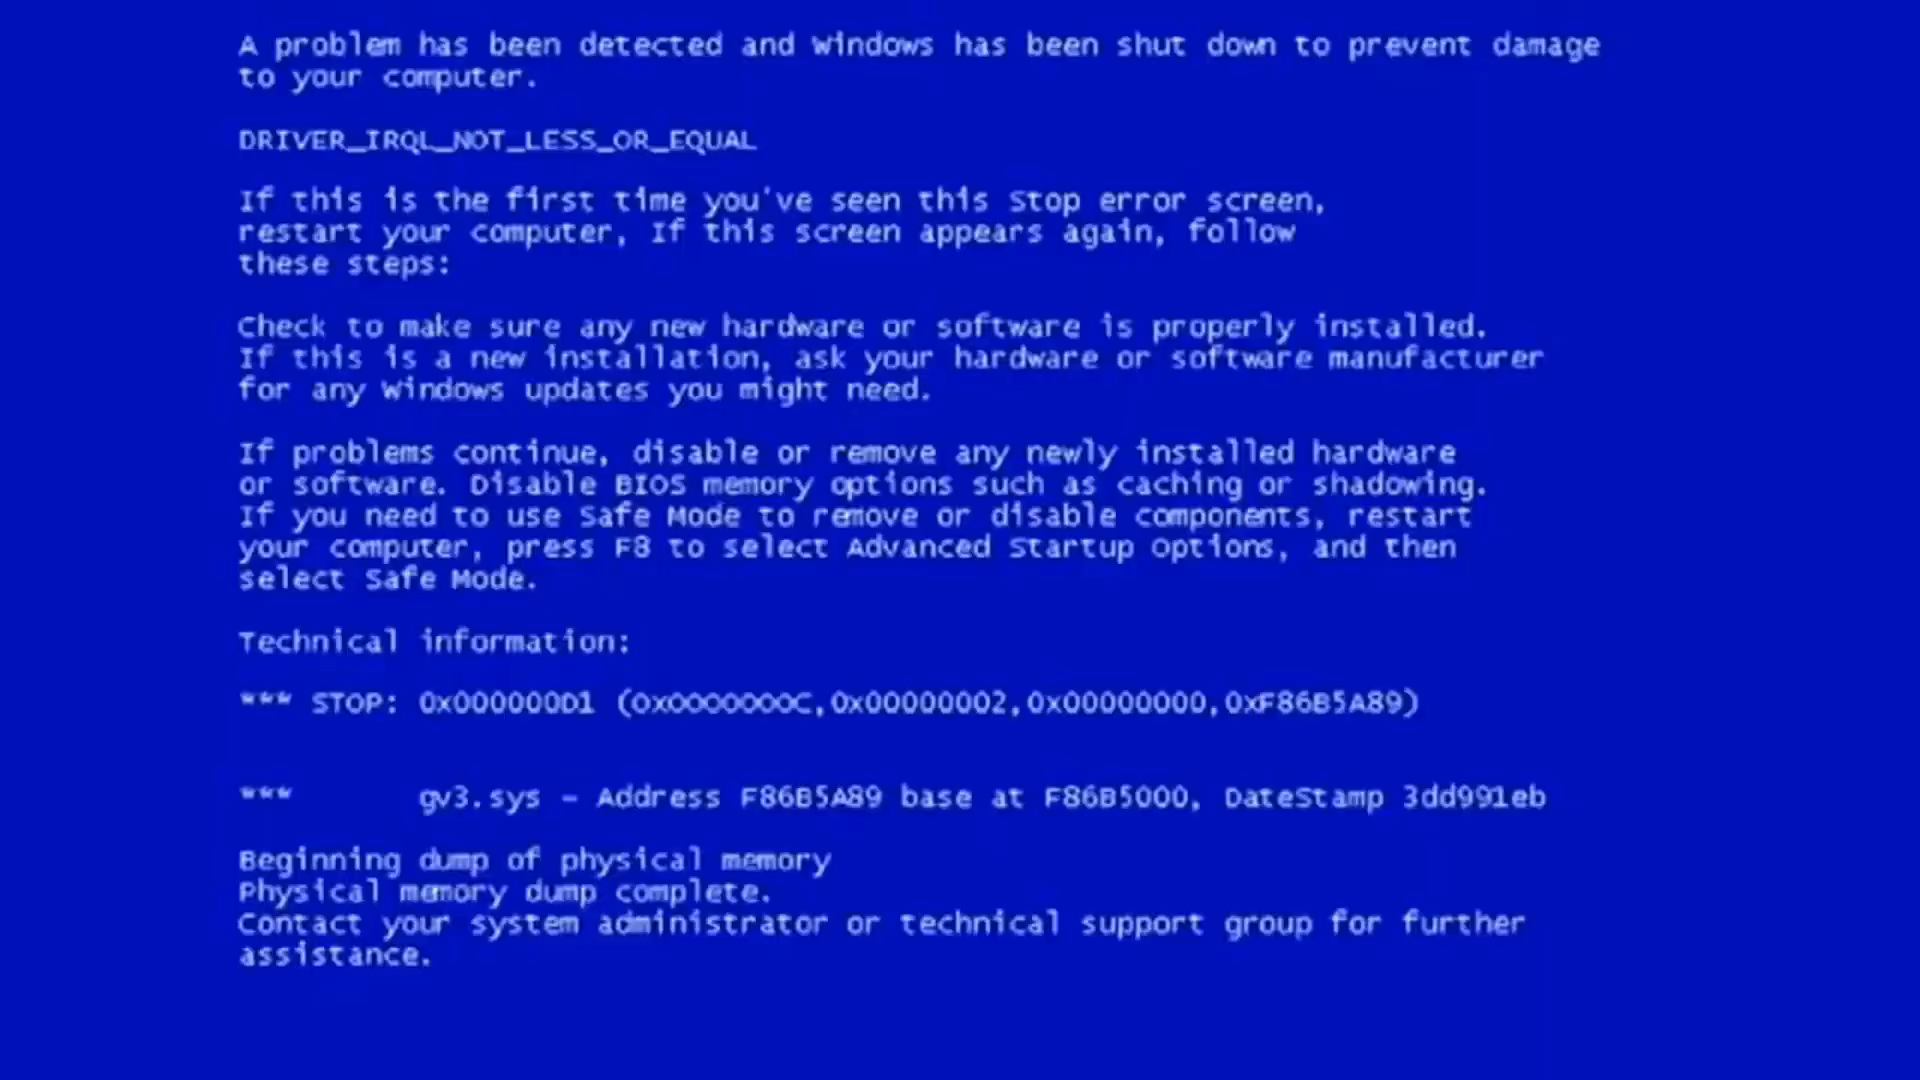 A problem has been detected and Windows has been shut down to prevent damage
to your computer.
DRIVER_IRQL_NOT_LESS_OR_EQUAL
If this is the first time you've seen this Stop error screen,
restart your computer, If this screen appears again, follow
these steps:
Check to make sure any new hardware or software is properly installed.
If this is a new installation, ask your hardware or software manufacturer
for any Windows updates you might need.
If problems continue, disable or remove any newly installed hardware
or software. Disable BIOS memory options such as caching or shadowing.
If you need to use Safe Mode to remove or disable components, restart
your computer, press F8 to select Advanced Startup Options, and then
select Safe Mode.
Technical information:
*** STOP: 0x000000D1 (0x0000000C,0x00000002,0x00000000,0xF86B5A89)
*** gv3.sys - Address F86B5A89 base at F86B5000, DateStamp 3dd991eb
Beginning dump of physical memory
Physical memory dump complete.
Contact your system administrator or technical support group for further
assistance.